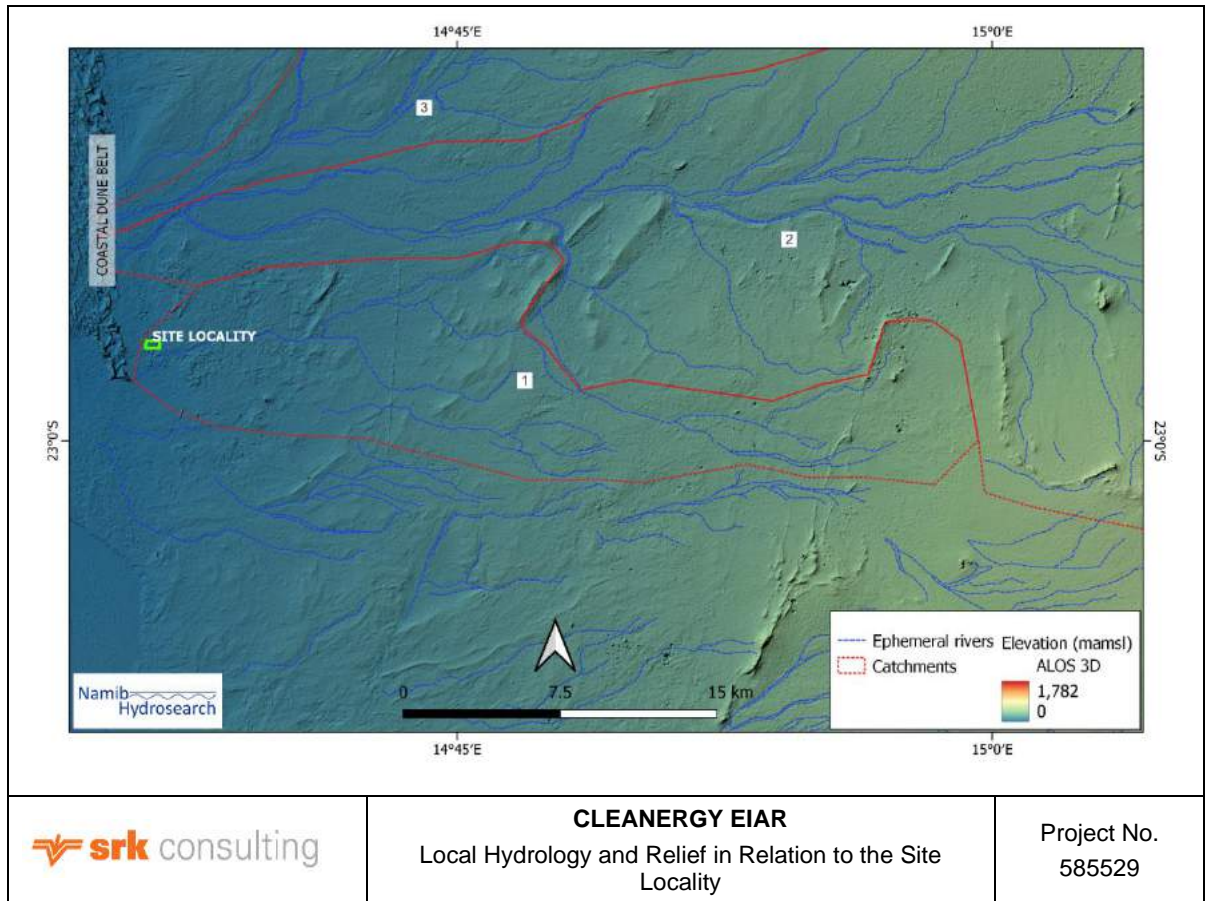 14°45'E
15°0'E
3
COASTAL DUNE BELT
2
SITE LOCALITY
1
23°0'S
23°0'S
Ephemeral rivers
Catchments
Elevation (mamsl)
ALOS 3D
1,782
0
Namib
Hydrosearch
0
7.5
15 km
14°45'E
15°0'E
srk consulting
CLEANERGY EIAR
Local Hydrology and Relief in Relation to the Site
Locality
Project No.
585529